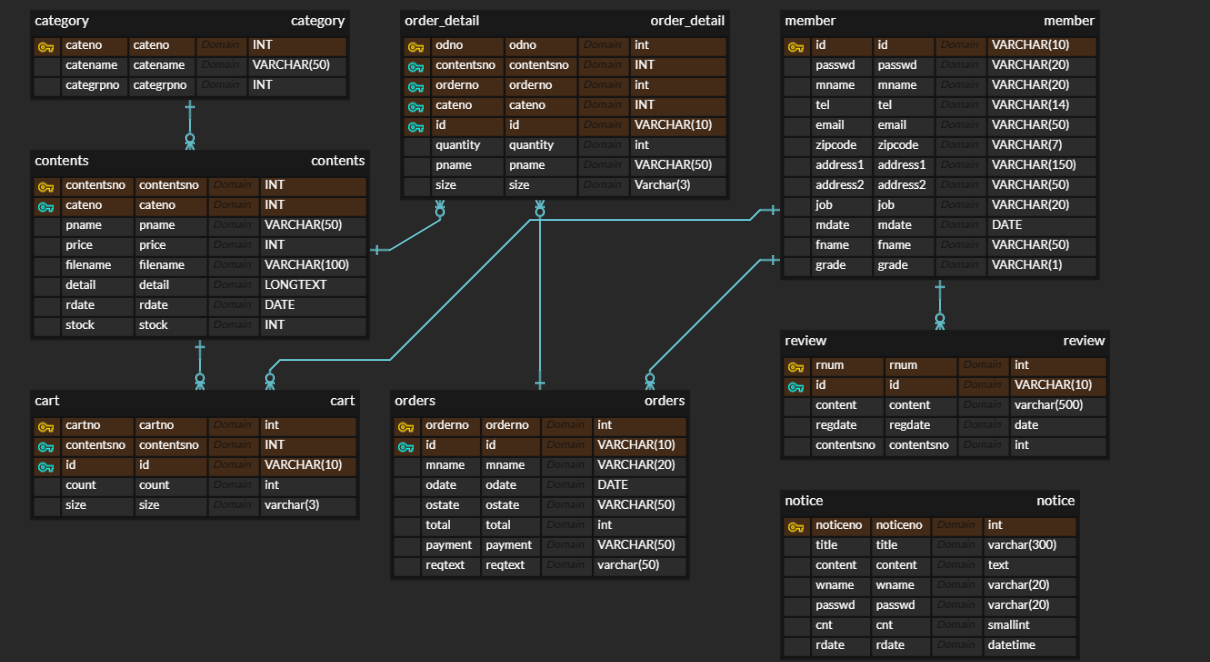 category category
cateno cateno Domain INT
catename catename Domain VARCHAR(50)
categrpno categrpno Domain INT
order_detail order_detail
odno odno Domain int
contentsno contentsno Domain INT
orderno orderno Domain int
cateno cateno Domain INT
id id Domain VARCHAR(10)
quantity quantity Domain int
pname pname Domain VARCHAR(50)
size size Domain Varchar(3)
member member
id id Domain VARCHAR(10)
passwd passwd Domain VARCHAR(20)
mname mname Domain VARCHAR(20)
tel tel Domain VARCHAR(14)
email email Domain VARCHAR(50)
zipcode zipcode Domain VARCHAR(7)
address1 address1 Domain VARCHAR(150)
address2 address2 Domain VARCHAR(50)
job job Domain VARCHAR(20)
mdate mdate Domain DATE
fname fname Domain VARCHAR(50)
grade grade Domain VARCHAR(1)
contents contents
contentsno contentsno Domain INT
cateno cateno Domain INT
pname pname Domain VARCHAR(50)
price price Domain INT
filename filename Domain VARCHAR(100)
detail detail Domain LONGTEXT
rdate rdate Domain DATE
stock stock Domain INT
cart cart
cartno cartno Domain int
contentsno contentsno Domain INT
id id Domain VARCHAR(10)
count count Domain int
size size Domain varchar(3)
orders orders
orderno orderno Domain int
id id Domain VARCHAR(10)
mname mname Domain VARCHAR(20)
odate odate Domain DATE
ostate ostate Domain VARCHAR(50)
total total Domain int
payment payment Domain VARCHAR(50)
reqtext reqtext Domain varchar(50)
review review
rnum rnum Domain int
id id Domain VARCHAR(10)
content content Domain varchar(500)
regdate regdate Domain date
contentsno contentsno Domain int
notice notice
noticeno noticeno Domain int
title title Domain varchar(300)
content content Domain text
wname wname Domain varchar(20)
passwd passwd Domain varchar(20)
cnt cnt Domain smallint
rdate rdate Domain datetime